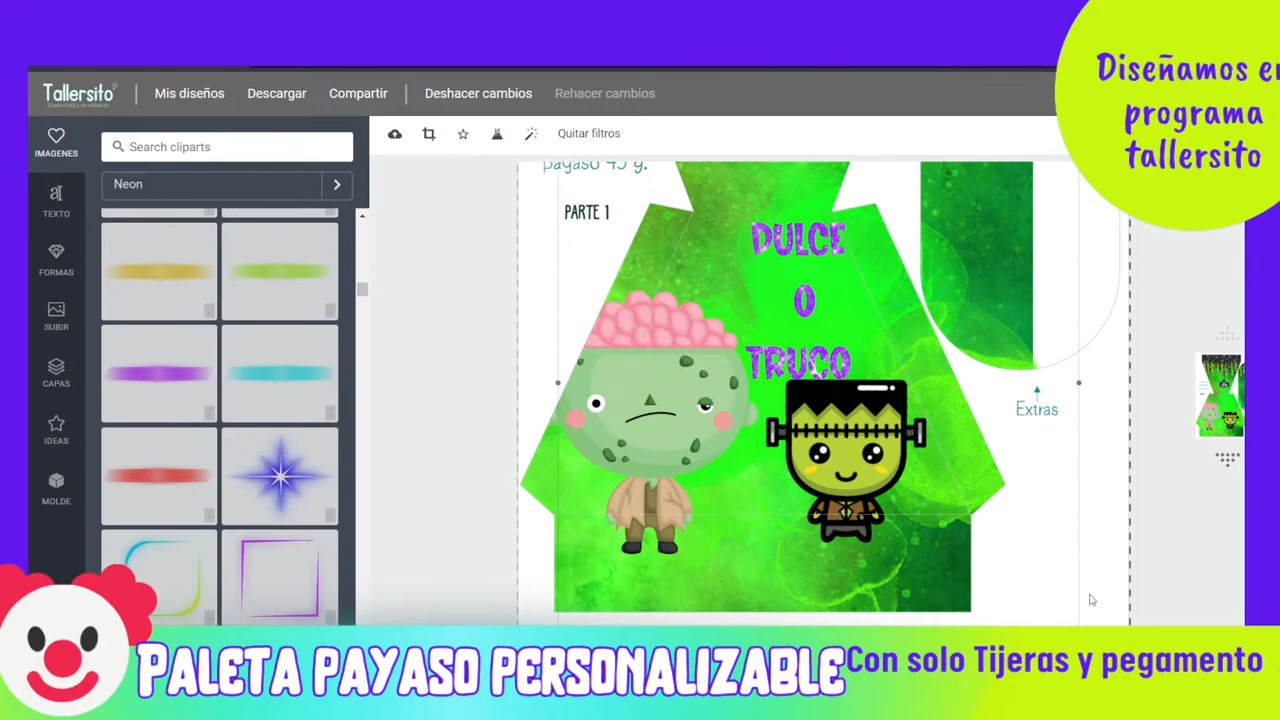 Diseñamos en
programa
tallersito
Tallersito
Mis diseños
Descargar
Compartir
Deshacer cambios
Rehacer cambios
IMAGENES
TEXTO
FORMAS
SUBIR
CAPAS
IDEAS
MOLDE
Search cliparts
Neon
Quitar filtros
payaso 45 y.
PARTE 1
DULCE
O
TRUCO
Extras
PALETA PAYASO PERSONALIZABLE
Con solo Tijeras y pegamento